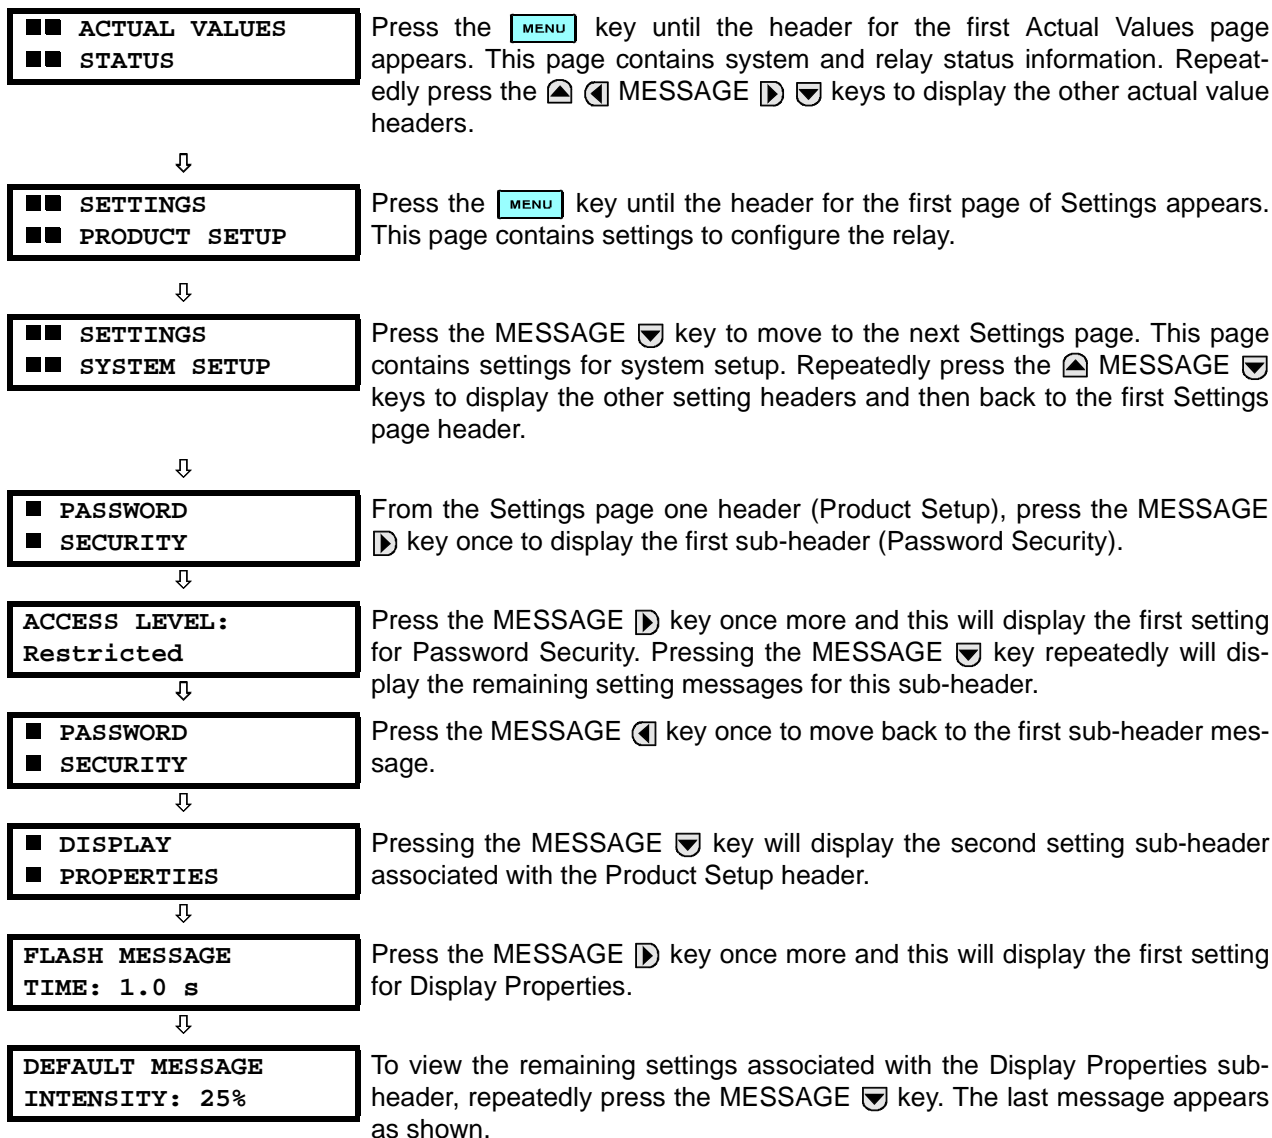 ■■ ACTUAL VALUES
■■ STATUS
Press the MENU key until the header for the first Actual Values page
appears. This page contains system and relay status information. Repeat-
edly press the ▲ ◀ MESSAGE ▶ ▼ keys to display the other actual value
headers.
⇩
■■ SETTINGS
■■ PRODUCT SETUP
Press the MENU key until the header for the first page of Settings appears.
This page contains settings to configure the relay.
⇩
■■ SETTINGS
■■ SYSTEM SETUP
Press the MESSAGE ▼ key to move to the next Settings page. This page
contains settings for system setup. Repeatedly press the ▲ MESSAGE ▼
keys to display the other setting headers and then back to the first Settings
page header.
⇩
■ PASSWORD
■ SECURITY
From the Settings page one header (Product Setup), press the MESSAGE
▶ key once to display the first sub-header (Password Security).
⇩
ACCESS LEVEL:
Restricted
Press the MESSAGE ▶ key once more and this will display the first setting
for Password Security. Pressing the MESSAGE ▼ key repeatedly will dis-
play the remaining setting messages for this sub-header.
⇩
■ PASSWORD
■ SECURITY
Press the MESSAGE ◀ key once to move back to the first sub-header mes-
sage.
⇩
■ DISPLAY
■ PROPERTIES
Pressing the MESSAGE ▼ key will display the second setting sub-header
associated with the Product Setup header.
⇩
FLASH MESSAGE
TIME: 1.0 s
Press the MESSAGE ▶ key once more and this will display the first setting
for Display Properties.
⇩
DEFAULT MESSAGE
INTENSITY: 25%
To view the remaining settings associated with the Display Properties sub-
header, repeatedly press the MESSAGE ▼ key. The last message appears
as shown.